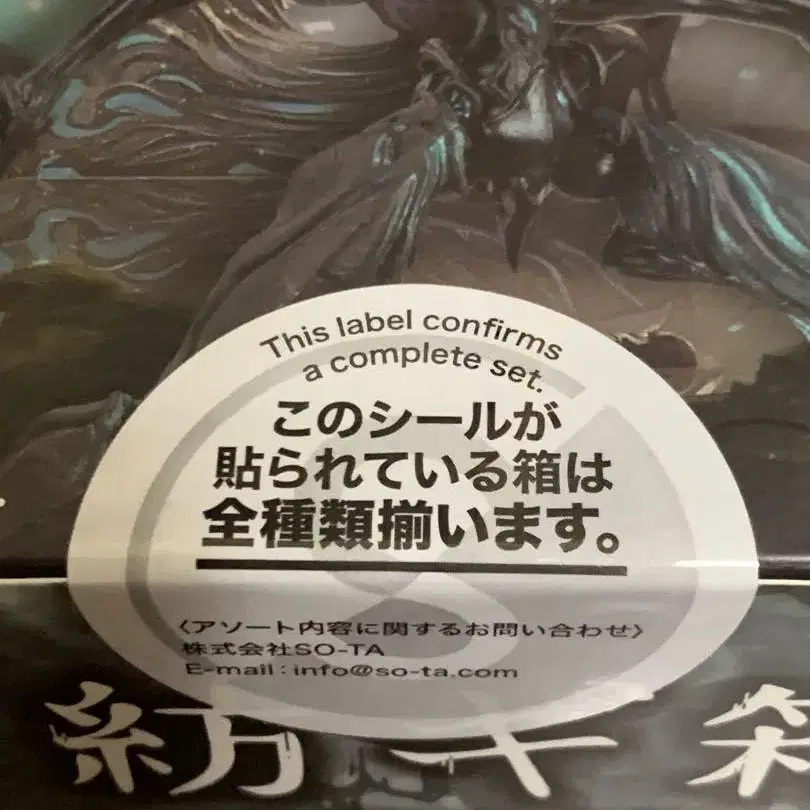 This label confirms
a complete set.
このシールが
貼られている箱は
全種類揃います。
〈アソート内容に関するお問い合わせ〉
株式会社SO-TA
E-mail:info@so-ta.com